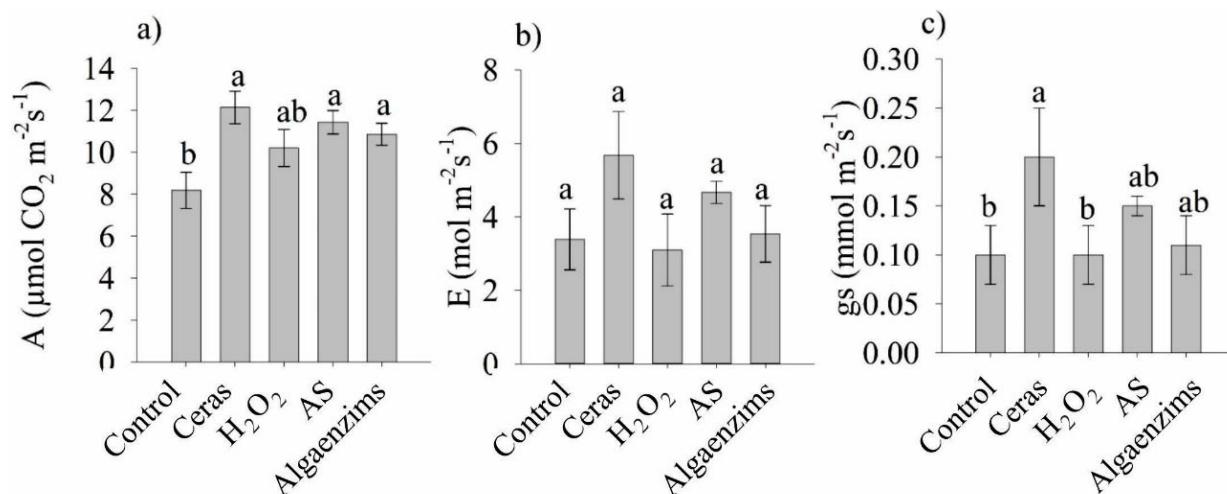 a)
A (µmol CO₂ m⁻²s⁻¹)
14
12
10
8
6
4
2
0
b
a
ab
a
a
Control
Ceras
H₂O₂
AS
Algaenzims
b)
E (mol m⁻²s⁻¹)
8
6
4
2
0
a
a
a
a
a
Control
Ceras
H₂O₂
AS
Algaenzims
c)
gs (mmol m⁻²s⁻¹)
0.30
0.25
0.20
0.15
0.10
0.05
0.00
b
a
b
ab
ab
Control
Ceras
H₂O₂
AS
Algaenzims